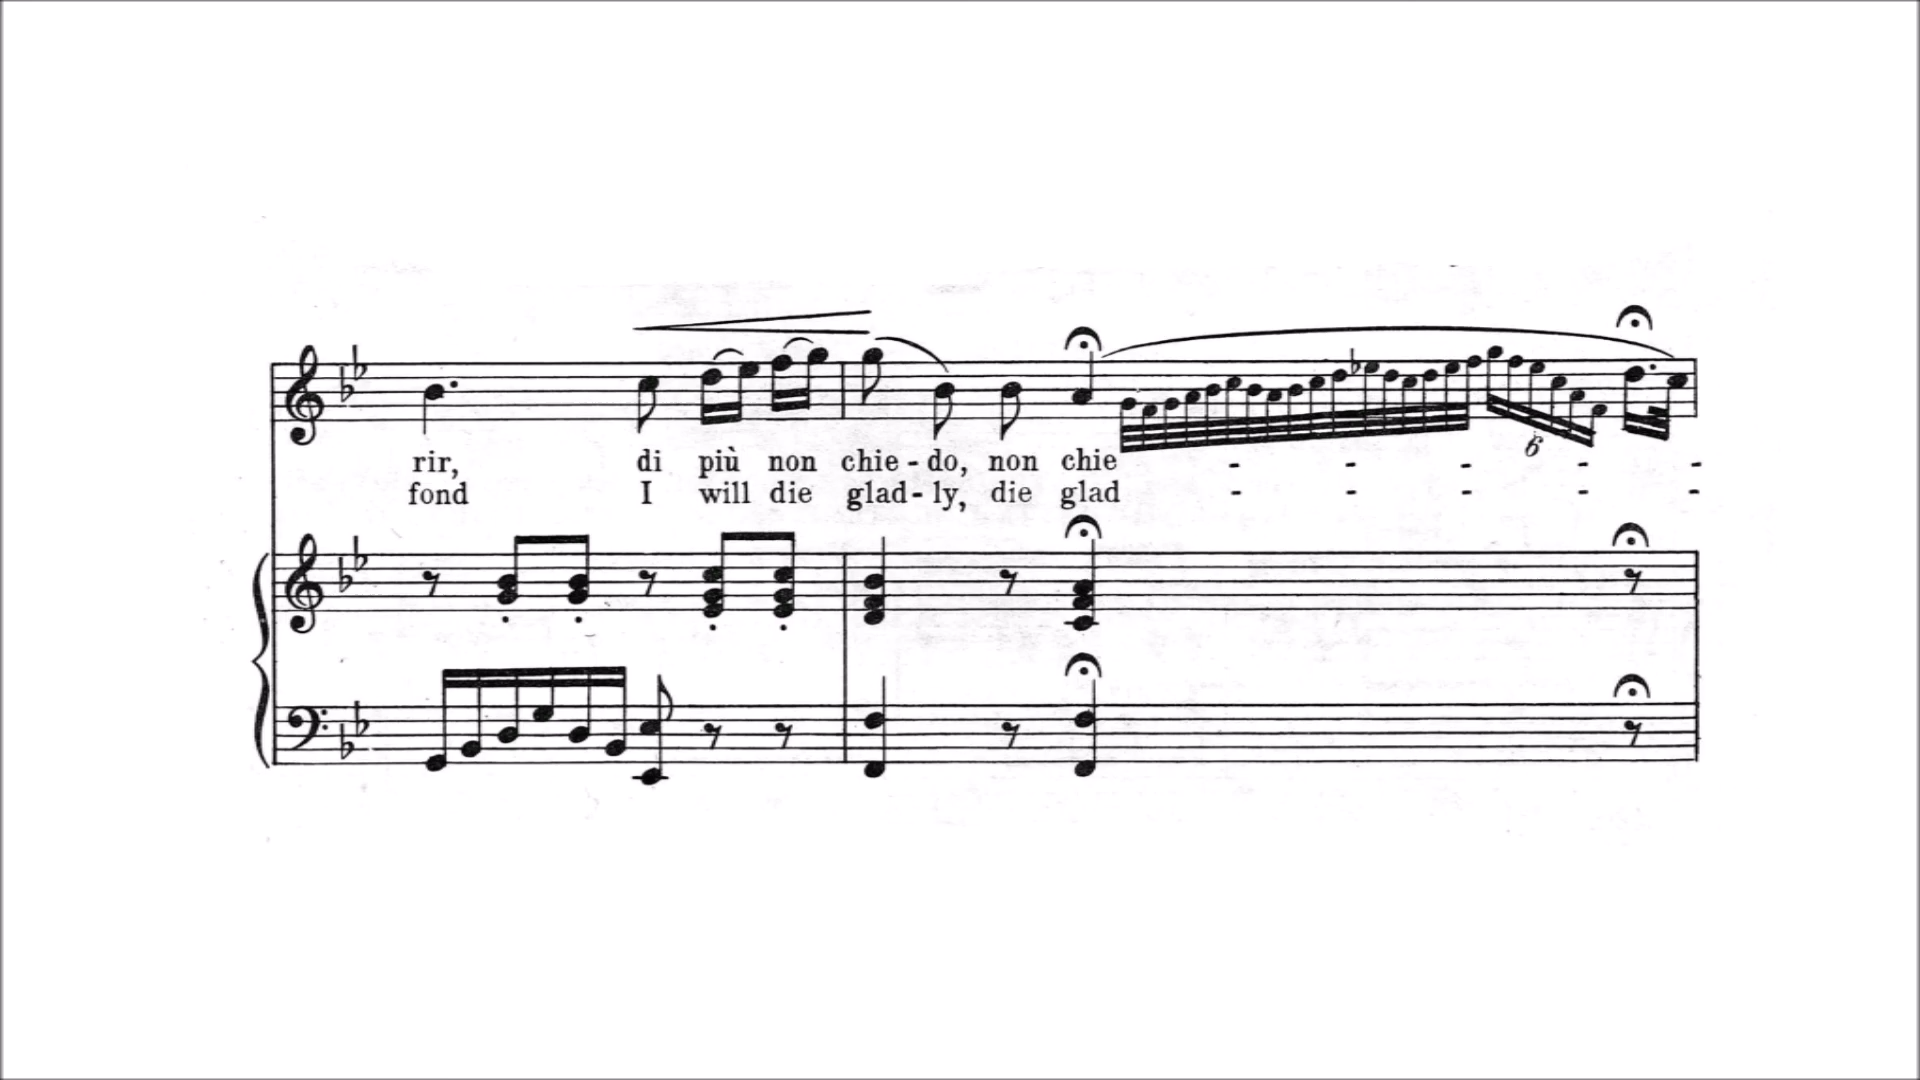 rir, di più non chie - do, non chie - - - - -
fond I will die glad - ly, die glad - - - - -
6